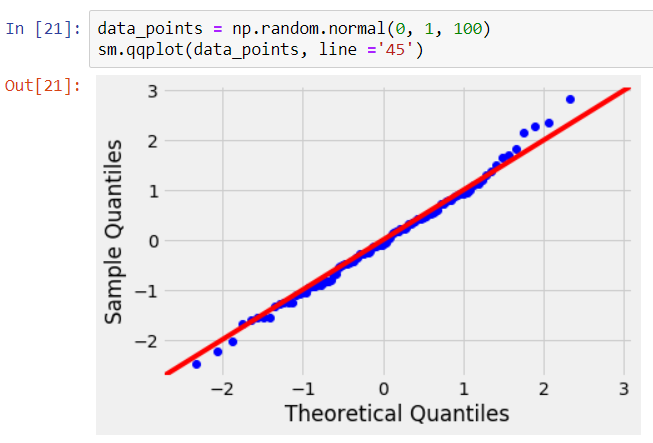 In [21]: data_points = np.random.normal(0, 1, 100)
sm.qqplot(data_points, line ='45')
Out[21]:
3
2
1
0
−1
−2
Sample Quantiles
−2 −1 0 1 2 3
Theoretical Quantiles